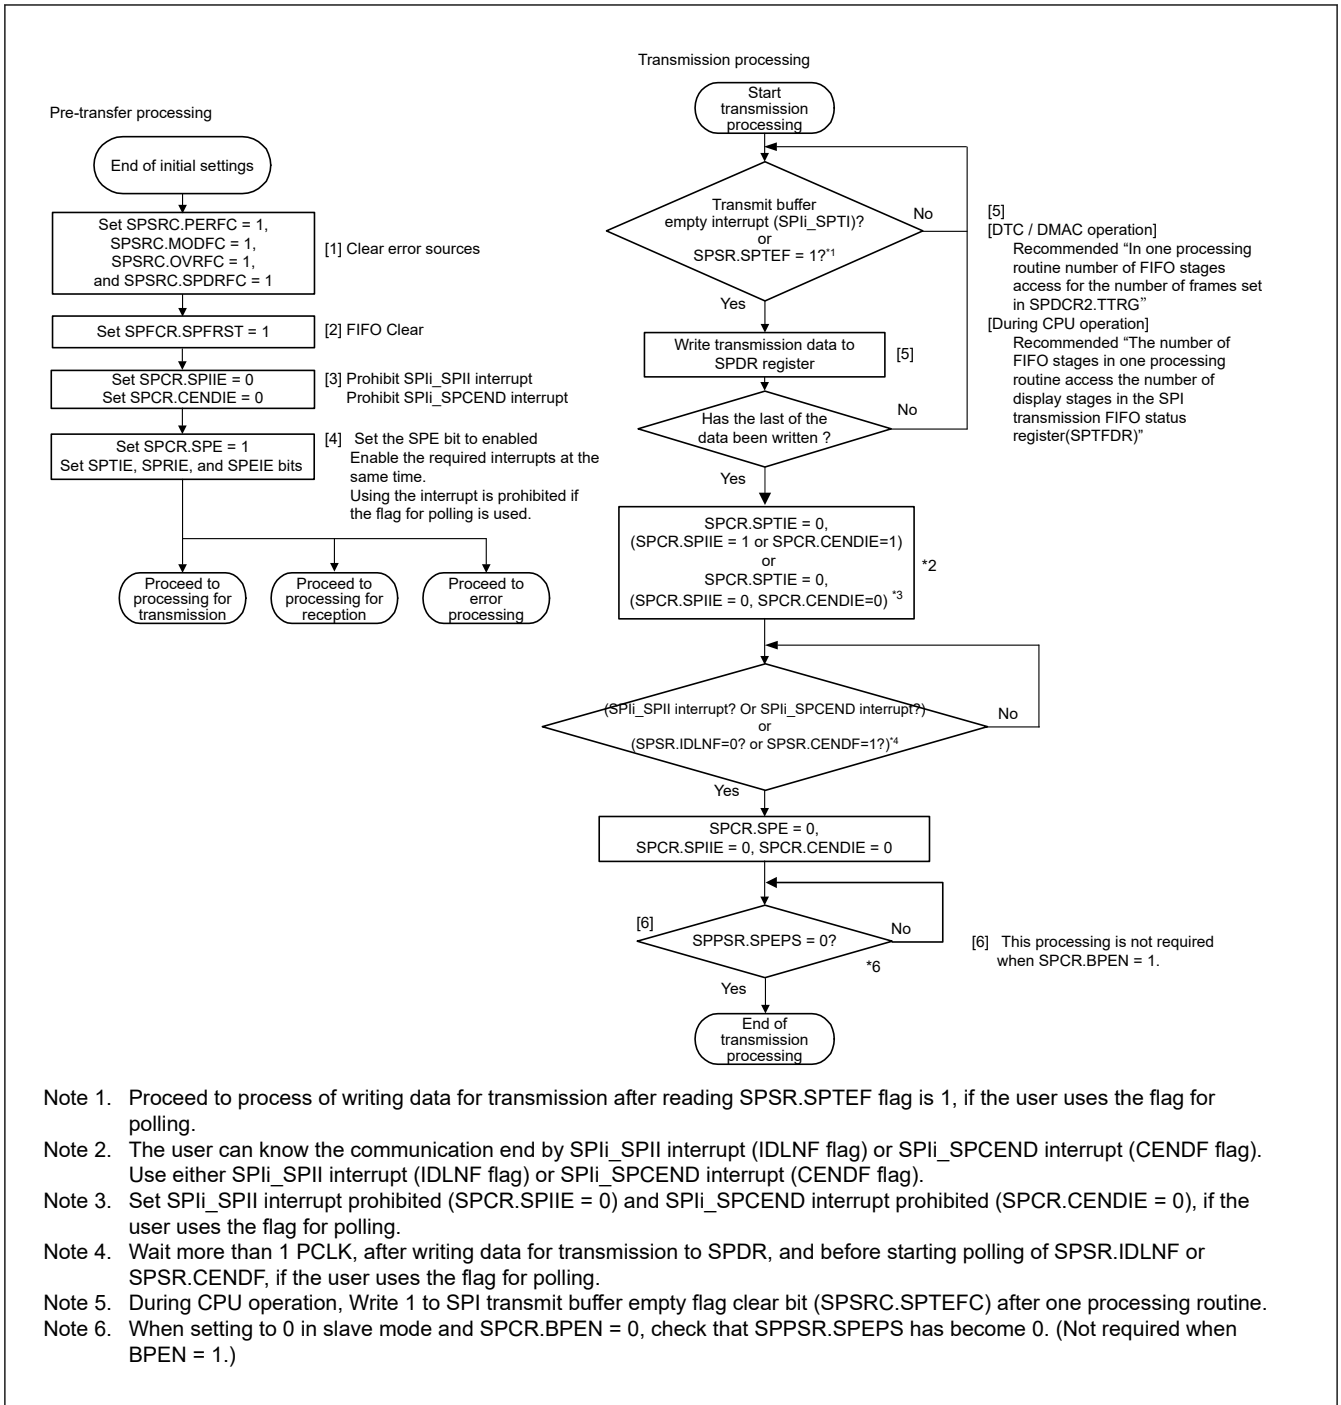 Pre-transfer processing
End of initial settings
Set SPSRC.PERFC = 1,
SPSRC.MODFC = 1,
SPSRC.OVRFC = 1,
and SPSRC.SPDRFC = 1
[1] Clear error sources
Set SPFCR.SPFRST = 1
[2] FIFO Clear
Set SPCR.SPIIE = 0
Set SPCR.CENDIE = 0
[3] Prohibit SPIi_SPII interrupt
Prohibit SPIi_SPCEND interrupt
Set SPCR.SPE = 1
Set SPTIE, SPRIE, and SPEIE bits
[4] Set the SPE bit to enabled
Enable the required interrupts at the
same time.
Using the interrupt is prohibited if
the flag for polling is used.
Proceed to
processing for
transmission
Proceed to
processing for
reception
Proceed to
error
processing
Transmission processing
Start
transmission
processing
Transmit buffer
empty interrupt (SPIi_SPTI)?
or
SPSR.SPTEF = 1?*1
No
Yes
Write transmission data to
SPDR register
[5]
Has the last of the
data been written ?
No
Yes
[5]
[DTC / DMAC operation]
Recommended “In one processing
routine number of FIFO stages
access for the number of frames set
in SPDCR2.TTRG”
[During CPU operation]
Recommended “The number of
FIFO stages in one processing
routine access the number of
display stages in the SPI
transmission FIFO status
register(SPTFDR)”
SPCR.SPTIE = 0,
(SPCR.SPIIE = 1 or SPCR.CENDIE=1)
or
SPCR.SPTIE = 0,
(SPCR.SPIIE = 0, SPCR.CENDIE=0) *3
*2
(SPIi_SPII interrupt? Or SPIi_SPCEND interrupt?)
or
(SPSR.IDLNF=0? or SPSR.CENDF=1?)*4
No
Yes
SPCR.SPE = 0,
SPCR.SPIIE = 0, SPCR.CENDIE = 0
[6]
SPPSR.SPEPS = 0?
No
*6
Yes
[6] This processing is not required
when SPCR.BPEN = 1.
End of
transmission
processing
Note 1. Proceed to process of writing data for transmission after reading SPSR.SPTEF flag is 1, if the user uses the flag for
polling.
Note 2. The user can know the communication end by SPIi_SPII interrupt (IDLNF flag) or SPIi_SPCEND interrupt (CENDF flag).
Use either SPIi_SPII interrupt (IDLNF flag) or SPIi_SPCEND interrupt (CENDF flag).
Note 3. Set SPIi_SPII interrupt prohibited (SPCR.SPIIE = 0) and SPIi_SPCEND interrupt prohibited (SPCR.CENDIE = 0), if the
user uses the flag for polling.
Note 4. Wait more than 1 PCLK, after writing data for transmission to SPDR, and before starting polling of SPSR.IDLNF or
SPSR.CENDF, if the user uses the flag for polling.
Note 5. During CPU operation, Write 1 to SPI transmit buffer empty flag clear bit (SPSRC.SPTEFC) after one processing routine.
Note 6. When setting to 0 in slave mode and SPCR.BPEN = 0, check that SPPSR.SPEPS has become 0. (Not required when
BPEN = 1.)